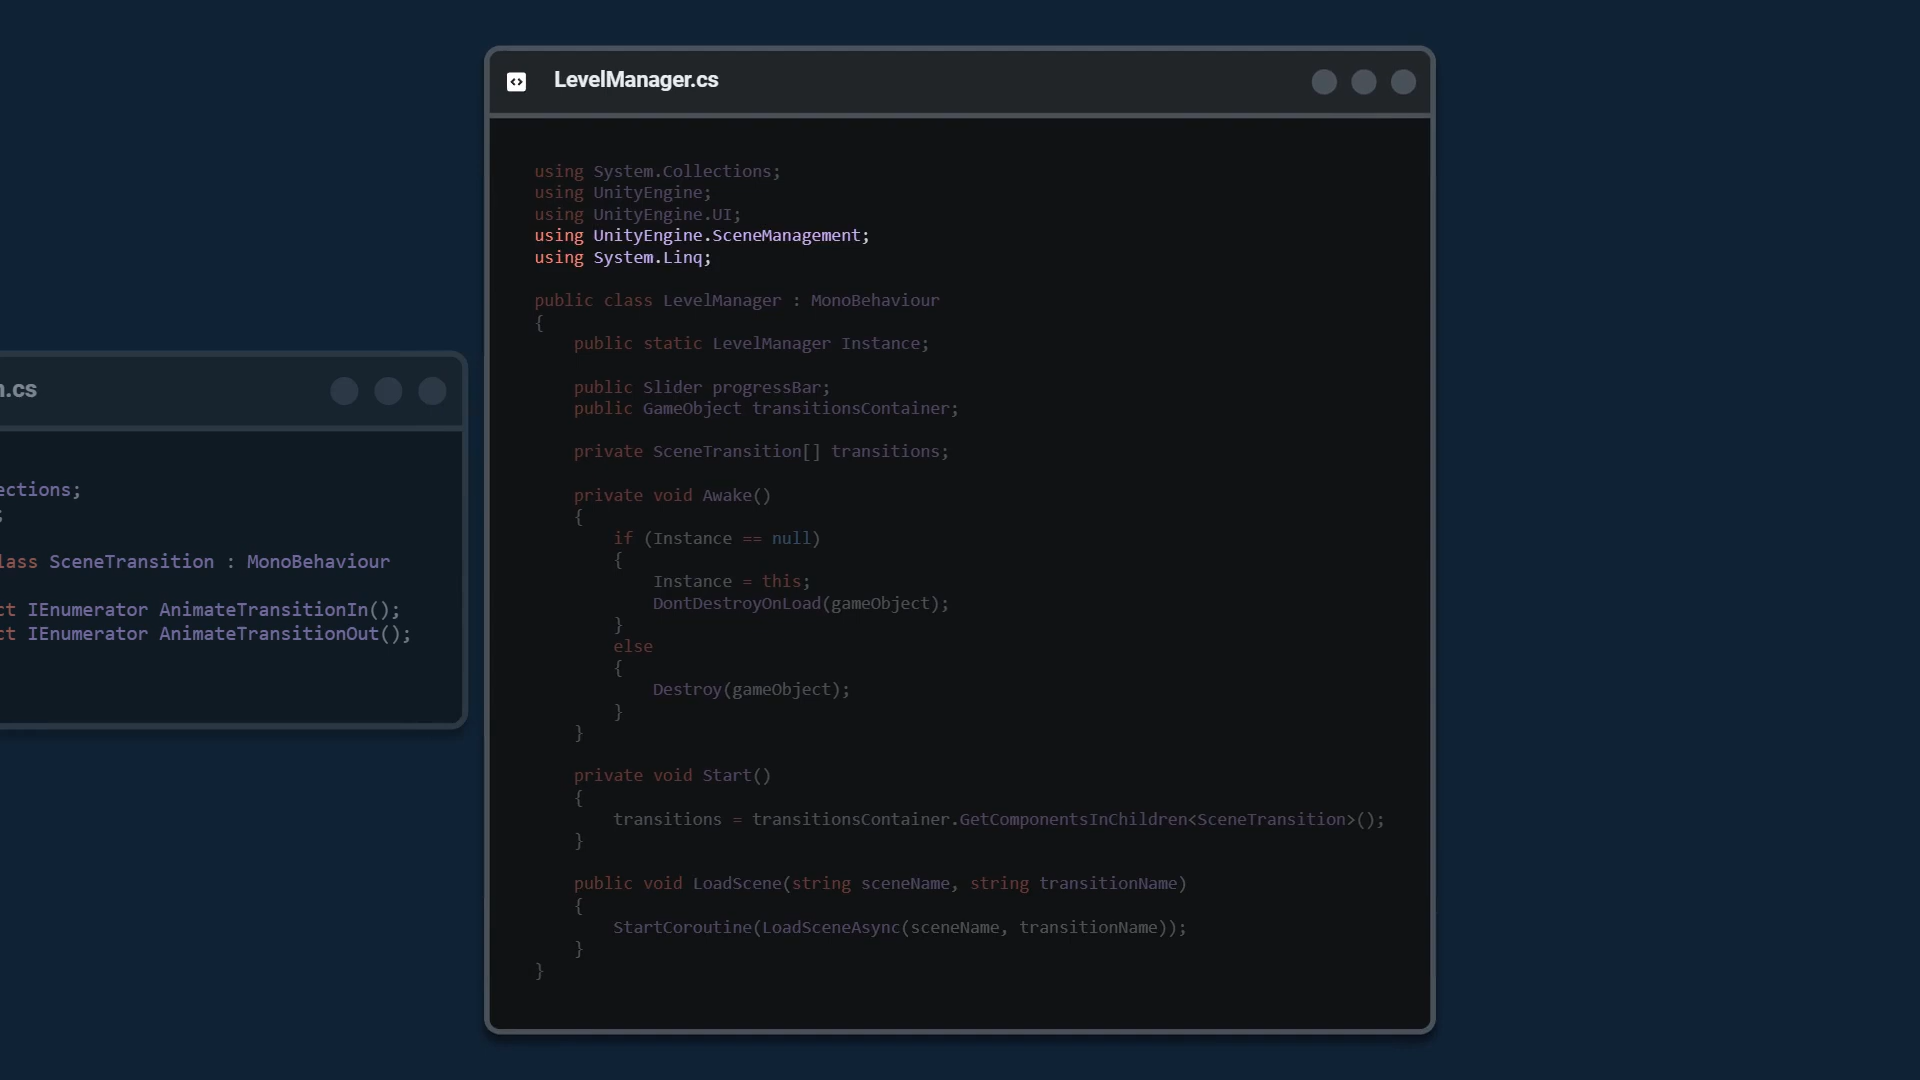 LevelManager.cs
using System.Collections;
using UnityEngine;
using UnityEngine.UI;
using UnityEngine.SceneManagement;
using System.Linq;
public class LevelManager : MonoBehaviour
{
    public static LevelManager Instance;
    public Slider progressBar;
    public GameObject transitionsContainer;
    private SceneTransition[] transitions;
    private void Awake()
    {
        if (Instance == null)
        {
            Instance = this;
            DontDestroyOnLoad(gameObject);
        }
        else
        {
            Destroy(gameObject);
        }
    }
    private void Start()
    {
        transitions = transitionsContainer.GetComponentsInChildren<SceneTransition>();
    }
    public void LoadScene(string sceneName, string transitionName)
    {
        StartCoroutine(LoadSceneAsync(sceneName, transitionName));
    }
}
.cs
ections;
;
lass SceneTransition : MonoBehaviour
ct IEnumerator AnimateTransitionIn();
ct IEnumerator AnimateTransitionOut();